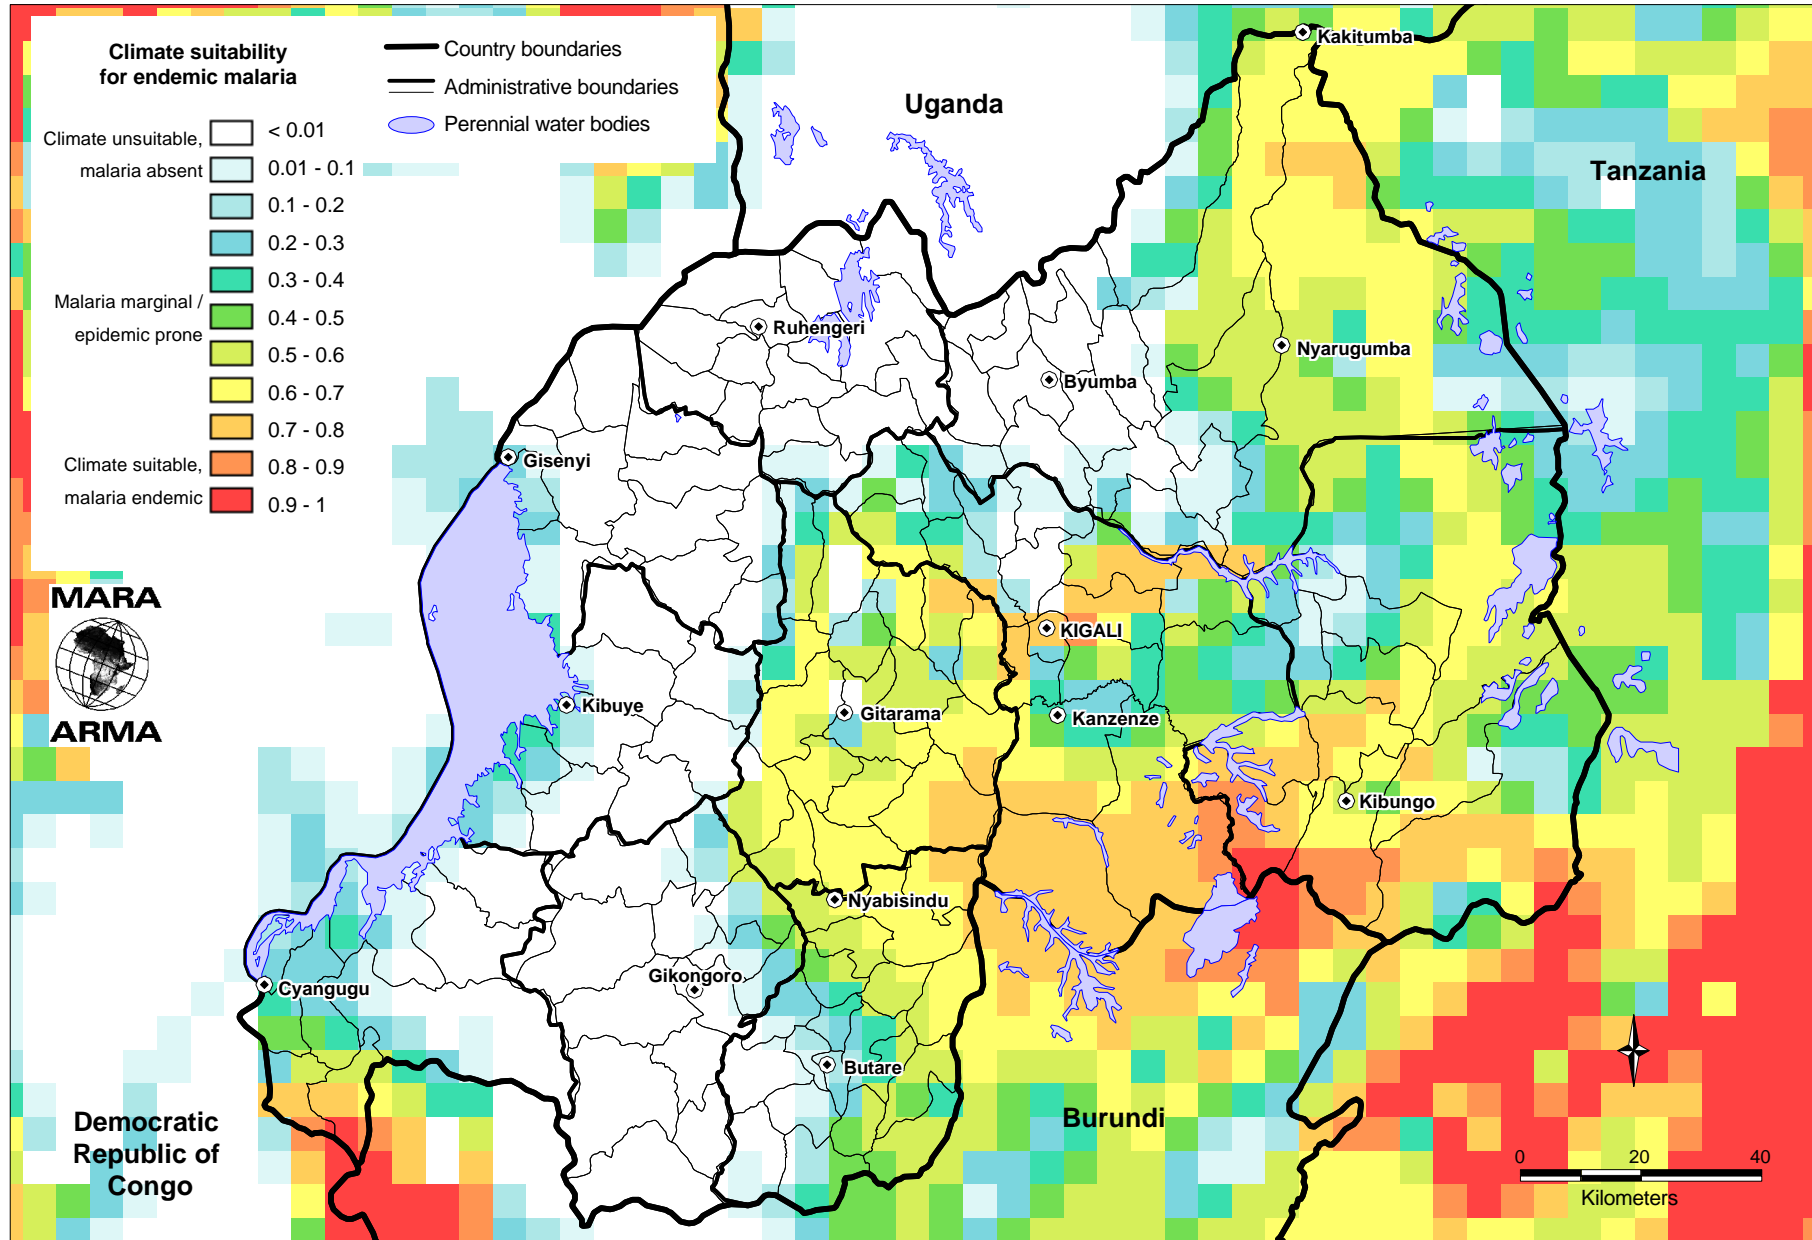 Climate suitability
for endemic malaria
Climate unsuitable,
malaria absent
Malaria marginal /
epidemic prone
Climate suitable,
malaria endemic
< 0.01
0.01 - 0.1
0.1 - 0.2
0.2 - 0.3
0.3 - 0.4
0.4 - 0.5
0.5 - 0.6
0.6 - 0.7
0.7 - 0.8
0.8 - 0.9
0.9 - 1
Country boundaries
Administrative boundaries
Perennial water bodies
MARA
ARMA
Uganda
Tanzania
Kakitumba
Ruhengeri
Nyarugumba
Byumba
Gisenyi
KIGALI
Kibuye
Gitarama
Kanzenze
Kibungo
Nyabisindu
Gikongoro
Cyangugu
Butare
Burundi
Democratic
Republic of
Congo
0 20 40
Kilometers